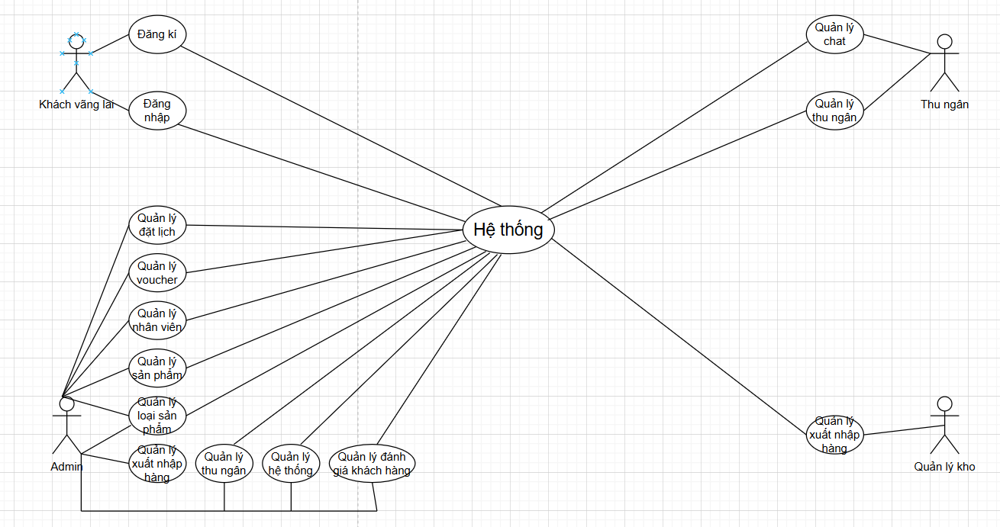 Đăng kí
Khách vãng lai
Đăng
nhập
Quản lý
chat
Quản lý
thu ngân
Thu ngân
Hệ thống
Quản lý
đặt lịch
Quản lý
voucher
Quản lý
nhân viên
Quản lý
sản phẩm
Quản lý
loại sản
phẩm
Quản lý
xuất nhập
hàng
Admin
Quản lý
thu ngân
Quản lý
hệ thống
Quản lý đánh
giá khách hàng
Quản lý
xuất nhập
hàng
Quản lý kho